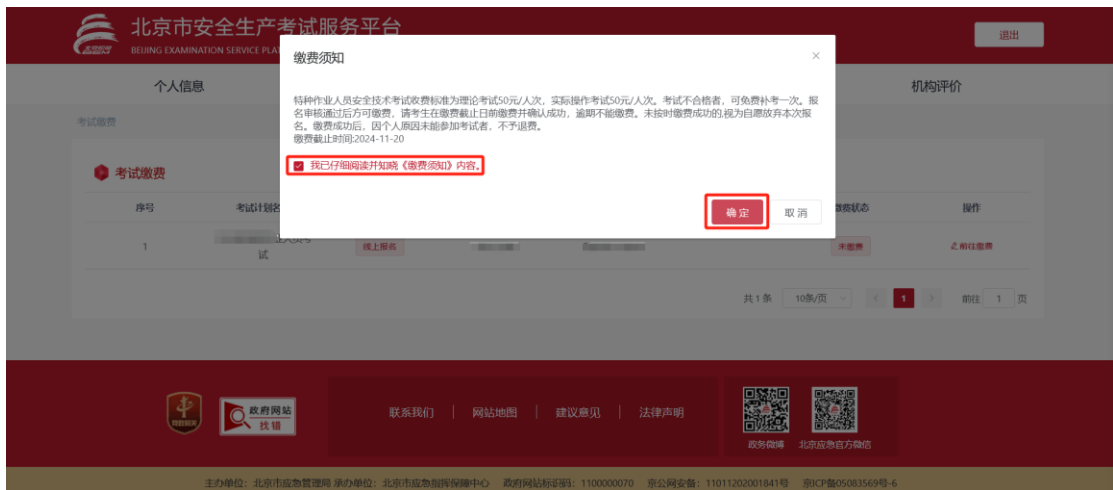 北京市安全生产考试服务平台
BEIJING EXAMINATION SERVICE PLAT
退出
个人信息
机构评价
缴费须知
特种作业人员安全技术考试收费标准为理论考试50元/人次，实际操作考试50元/人次。考试不合格者，可免费补考一次。报
名审核通过后方可缴费，请考生在缴费截止日前缴费并确认成功，逾期不能缴费。未按时缴费成功的,视为自愿放弃本次报
名。缴费成功后，因个人原因未能参加考试者，不予退费。
缴费截止时间:2024-11-20
我已仔细阅读并知晓《缴费须知》内容。
确 定
取 消
考试缴费
考试缴费
序号
考试计划名
缴费状态
操作
1
试
线上报名
未缴费
前往缴费
共 1 条
10条/页
1
前往 1 页
政府网站
找错
联系我们
网站地图
建议意见
法律声明
政务微博
北京应急官方微信
主办单位：北京市应急管理局 承办单位：北京市应急指挥保障中心 政府网站标识码：1100000070 京公网安备：11011202001841号 京ICP备05083569号-6